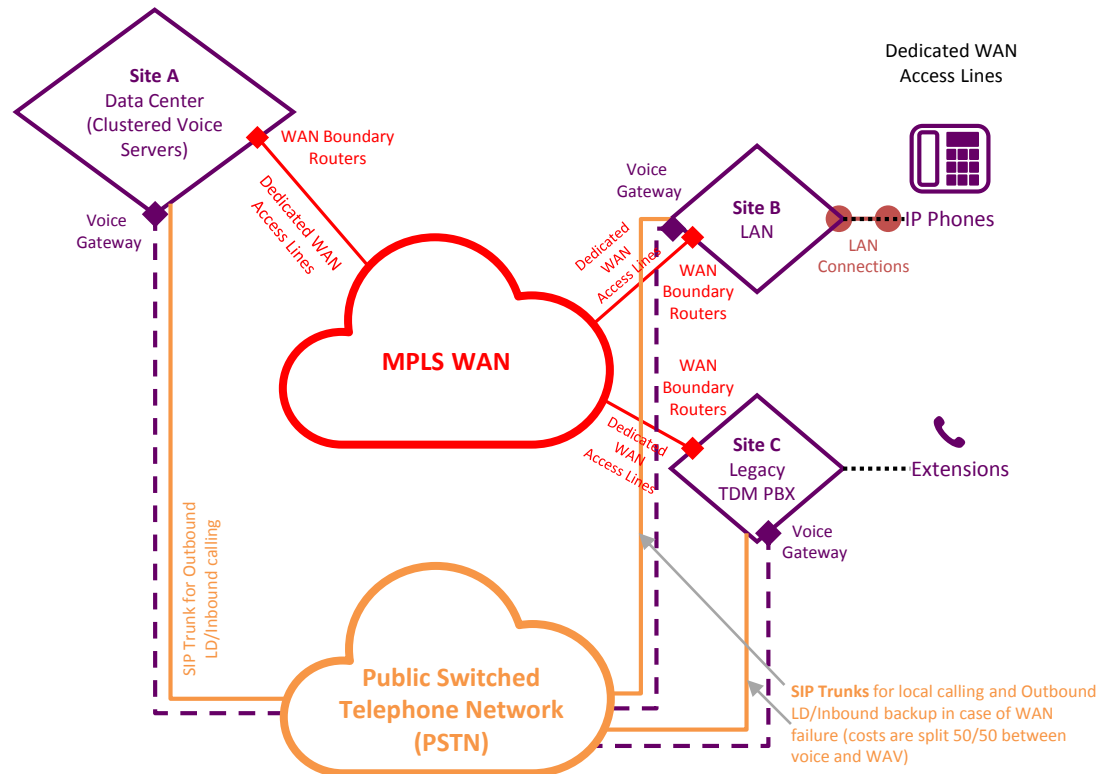 Site A
Data Center
(Clustered Voice
Servers)
WAN Boundary
Routers
Dedicated WAN
Access Lines
Voice
Gateway
Dedicated WAN
Access Lines
Voice
Gateway
Site B
LAN
IP Phones
LAN
Connections
Dedicated
WAN
Access Lines
WAN
Boundary
Routers
MPLS WAN
WAN
Boundary
Routers
Dedicated
WAN
Access Lines
Site C
Legacy
TDM PBX
Extensions
Voice
Gateway
SIP Trunk for Outbound
LD/Inbound calling
Public Switched
Telephone Network
(PSTN)
SIP Trunks for local calling and Outbound
LD/Inbound backup in case of WAN
failure (costs are split 50/50 between
voice and WAV)